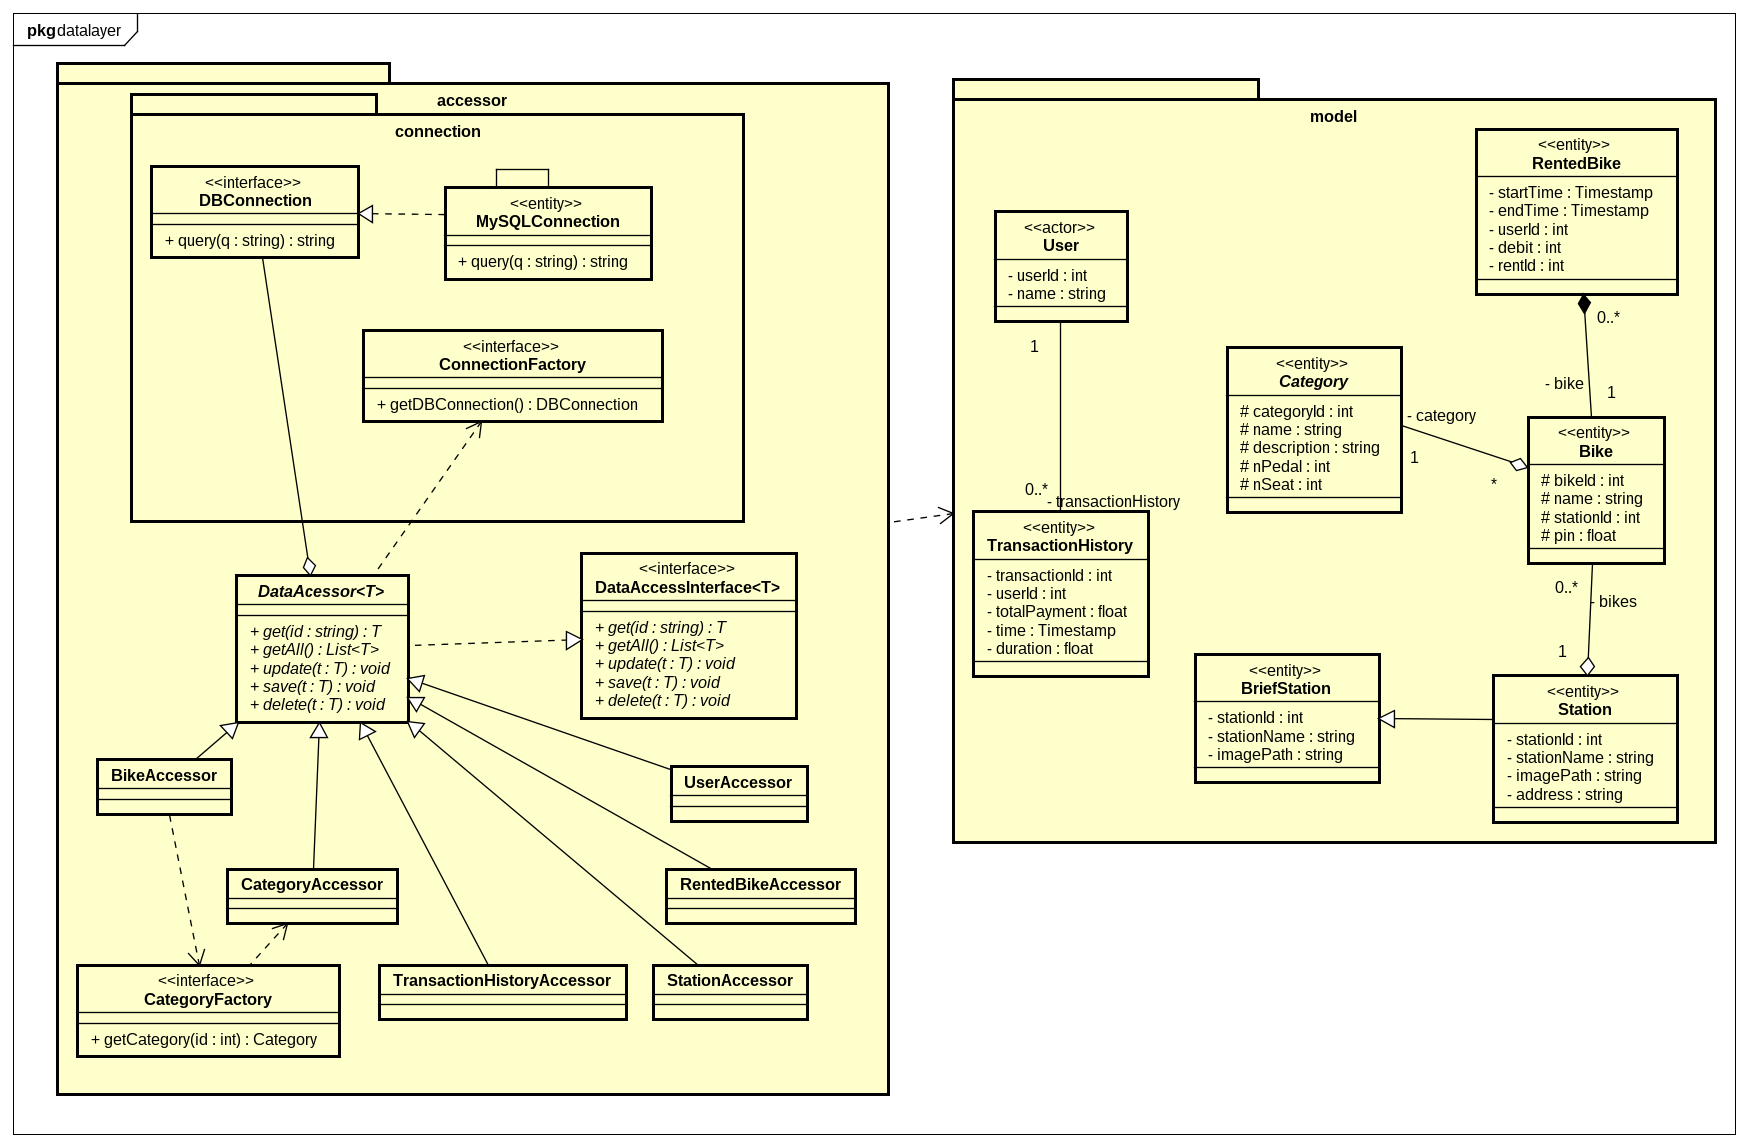 pkg datalayer
accessor
connection
<<interface>>
DBConnection
+ query(q : string) : string
<<entity>>
MySQLConnection
+ query(q : string) : string
<<interface>>
ConnectionFactory
+ getDBConnection() : DBConnection
DataAcessor<T>
+ get(id : string) : T
+ getAll() : List<T>
+ update(t : T) : void
+ save(t : T) : void
+ delete(t : T) : void
<<interface>>
DataAccessInterface<T>
+ get(id : string) : T
+ getAll() : List<T>
+ update(t : T) : void
+ save(t : T) : void
+ delete(t : T) : void
BikeAccessor
UserAccessor
CategoryAccessor
RentedBikeAccessor
<<interface>>
CategoryFactory
+ getCategory(id : int) : Category
TransactionHistoryAccessor
StationAccessor
model
<<entity>>
RentedBike
- startTime : Timestamp
- endTime : Timestamp
- userId : int
- debit : int
- rentId : int
0..*
- bike
1
<<actor>>
User
- userId : int
- name : string
1
0..*
- transactionHistory
<<entity>>
TransactionHistory
- transactionId : int
- userId : int
- totalPayment : float
- time : Timestamp
- duration : float
<<entity>>
Category
# categoryId : int
# name : string
# description : string
# nPedal : int
# nSeat : int
- category
1
*
<<entity>>
Bike
# bikeId : int
# name : string
# stationId : int
# pin : float
0..*
- bikes
1
<<entity>>
BriefStation
- stationId : int
- stationName : string
- imagePath : string
<<entity>>
Station
- stationId : int
- stationName : string
- imagePath : string
- address : string